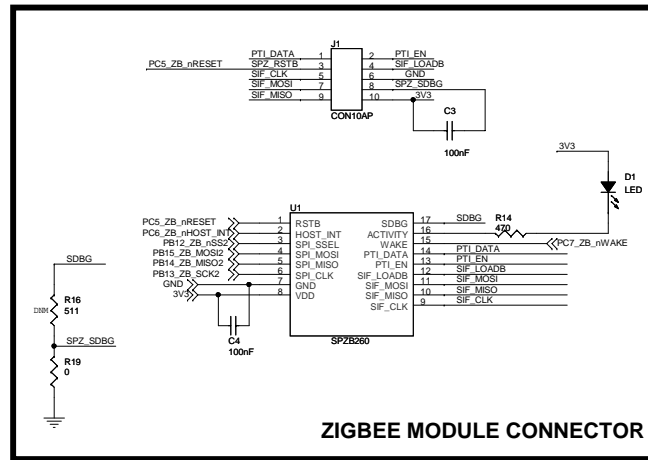 J1
PTI_DATA 1 2 PTI_EN
PC5_ZB_nRESET SPZ_RSTB 3 4 SIF_LOADB
SIF_CLK 5 6 GND
SIF_MOSI 7 8 SPZ_SDBG
SIF_MISO 9 10 3V3
CON10AP
C3
100nF
3V3
D1
LED
U1
PC5_ZB_nRESET 1 RSTB SDBG 17 SDBG
R14
470
PC6_ZB_nHOST_INT 2 HOST_INT ACTIVITY 16
PB12_ZB_nSS2 3 SPI_SSEL WAKE 15 PC7_ZB_nWAKE
PB15_ZB_MOSI2 4 SPI_MOSI PTI_DATA 14 PTI_DATA
PB14_ZB_MISO2 5 SPI_MISO PTI_EN 13 PTI_EN
PB13_ZB_SCK2 6 SPI_CLK SIF_LOADB 12 SIF_LOADB
GND 7 GND SIF_MOSI 11 SIF_MOSI
3V3 8 VDD SIF_MISO 10 SIF_MISO
SIF_CLK 9 SIF_CLK
SPZB260
C4
100nF
SDBG
R16
511
SPZ_SDBG
R19
0
ZIGBEE MODULE CONNECTOR